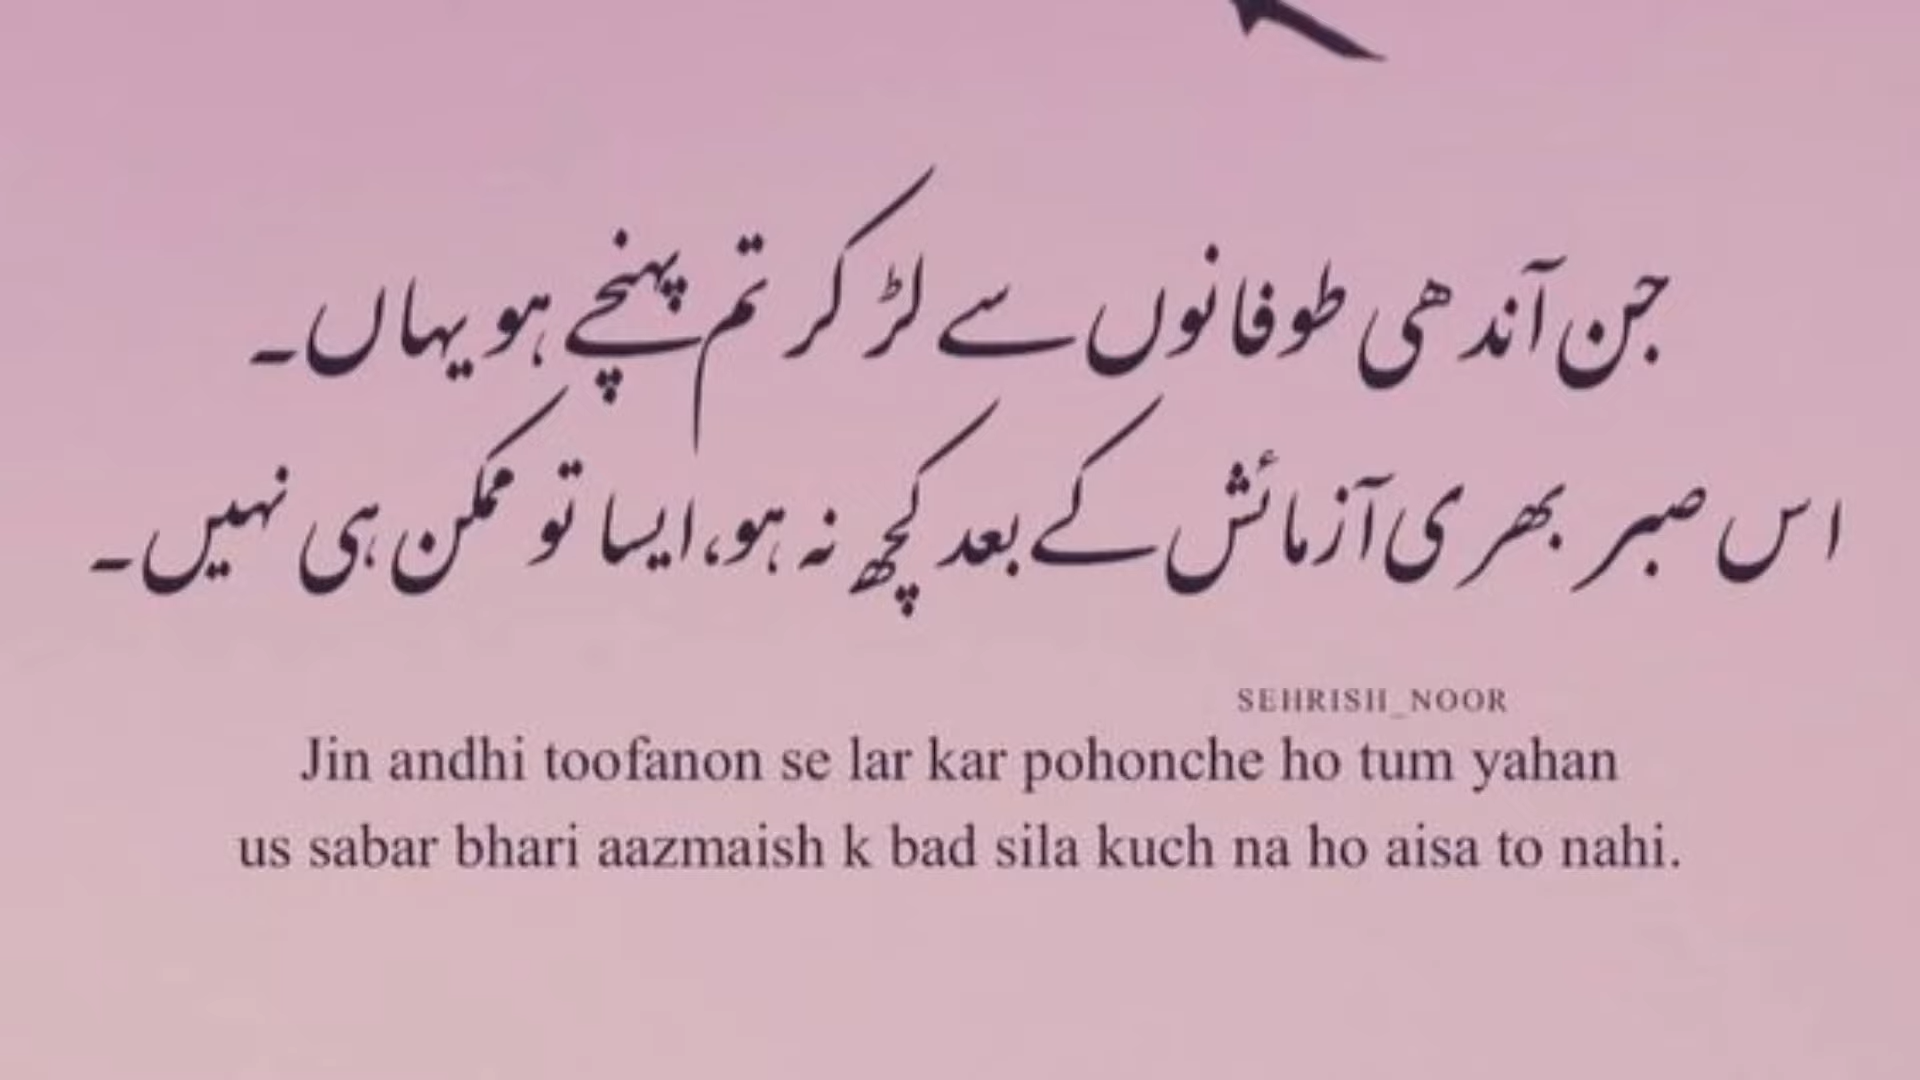 جن آندھی طوفانوں سے لڑ کر تم پہنچے ہو یہاں۔
اس صبر بھری آزمائش کے بعد کچھ نہ ہو، ایسا تو ممکن ہی نہیں۔
SEHRISH_NOOR
Jin andhi toofanon se lar kar pohonche ho tum yahan
us sabar bhari aazmaish k bad sila kuch na ho aisa to nahi.